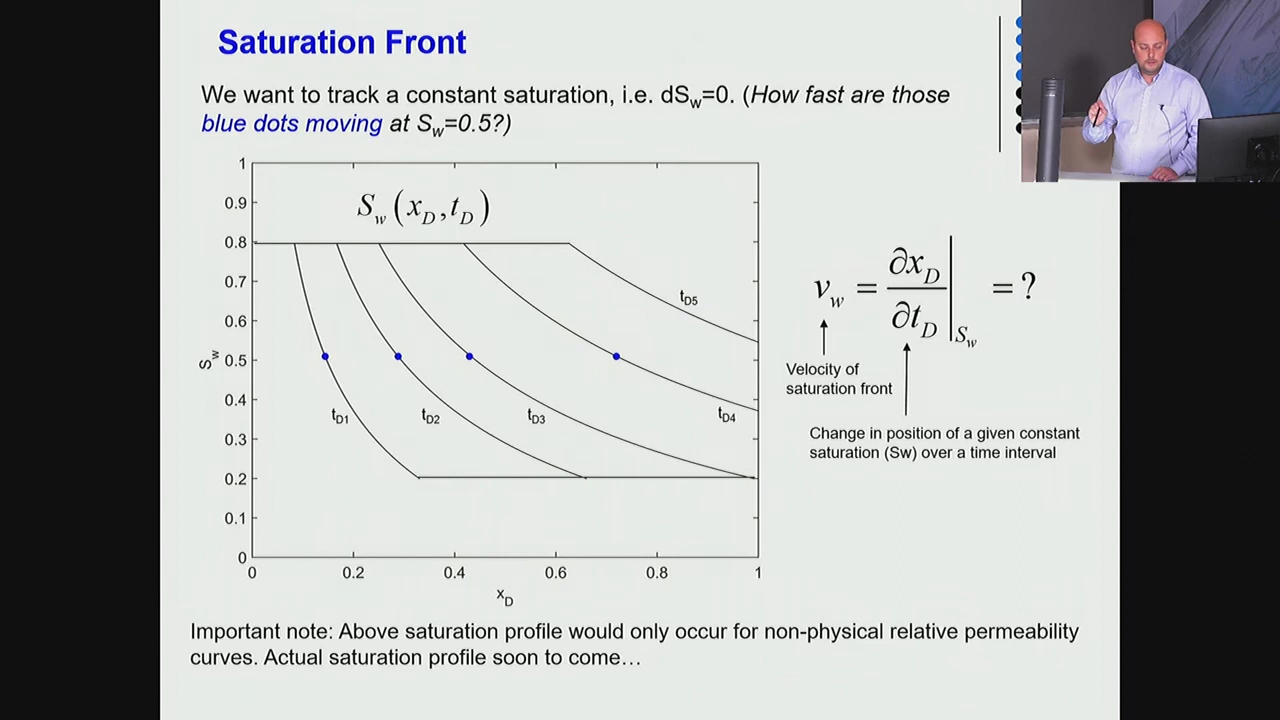 Saturation Front
We want to track a constant saturation, i.e. dSw=0. (How fast are those
blue dots moving at Sw=0.5?)
1
0.9
0.8
0.7
0.6
0.5
0.4
0.3
0.2
0.1
0
Sw
Sw (xD, tD)
tD1
tD2
tD3
tD4
tD5
0 0.2 0.4 0.6 0.8 1
xD
vw = ∂xD/∂tD |Sw = ?
Velocity of
saturation front
Change in position of a given constant
saturation (Sw) over a time interval
Important note: Above saturation profile would only occur for non-physical relative permeability
curves. Actual saturation profile soon to come…